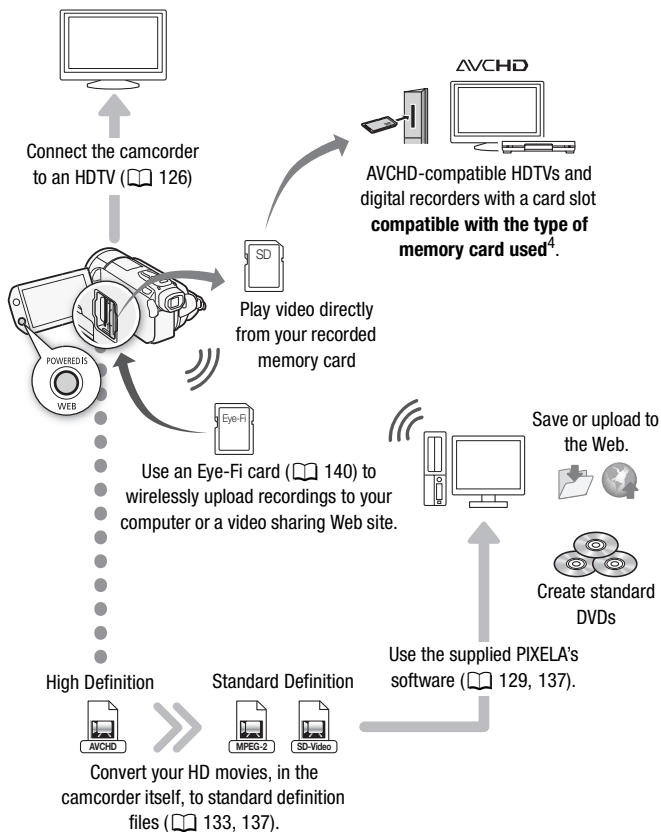 AVCHD
Connect the camcorder
to an HDTV (126)
AVCHD-compatible HDTVs and
digital recorders with a card slot
compatible with the type of
memory card used4.
SD
Play video directly
from your recorded
memory card
POWERED IS
WEB
Eye-Fi
Use an Eye-Fi card (140) to
wirelessly upload recordings to your
computer or a video sharing Web site.
Save or upload to
the Web.
Create standard
DVDs
Use the supplied PIXELA's
software (129, 137).
High Definition
Standard Definition
AVCHD
MPEG-2
SD-Video
Convert your HD movies, in the
camcorder itself, to standard definition
files (133, 137).